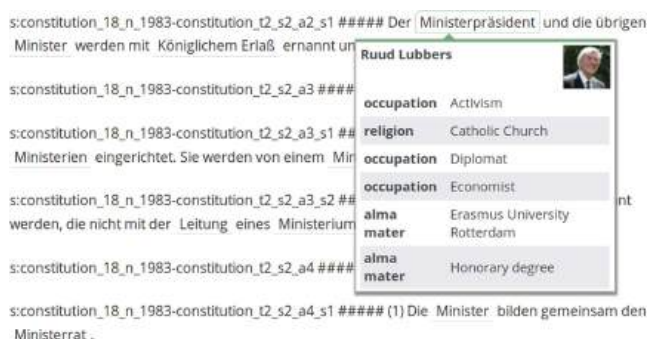 s:constitution_18_n_1983-constitution_t2_s2_a2_s1 ##### Der Ministerpräsident und die übrigen
Minister werden mit Königlichem Erlaß ernannt un
s:constitution_18_n_1983-constitution_t2_s2_a3 ####
s:constitution_18_n_1983-constitution_t2_s2_a3_s1 ##
Ministerien eingerichtet. Sie werden von einem Min
s:constitution_18_n_1983-constitution_t2_s2_a3_s2 ## nt
werden, die nicht mit der Leitung eines Ministerium
s:constitution_18_n_1983-constitution_t2_s2_a4 ####
s:constitution_18_n_1983-constitution_t2_s2_a4_s1 ##### (1) Die Minister bilden gemeinsam den
Ministerrat .
Ruud Lubbers
occupation Activism
religion Catholic Church
occupation Diplomat
occupation Economist
alma mater Erasmus University
Rotterdam
alma mater Honorary degree